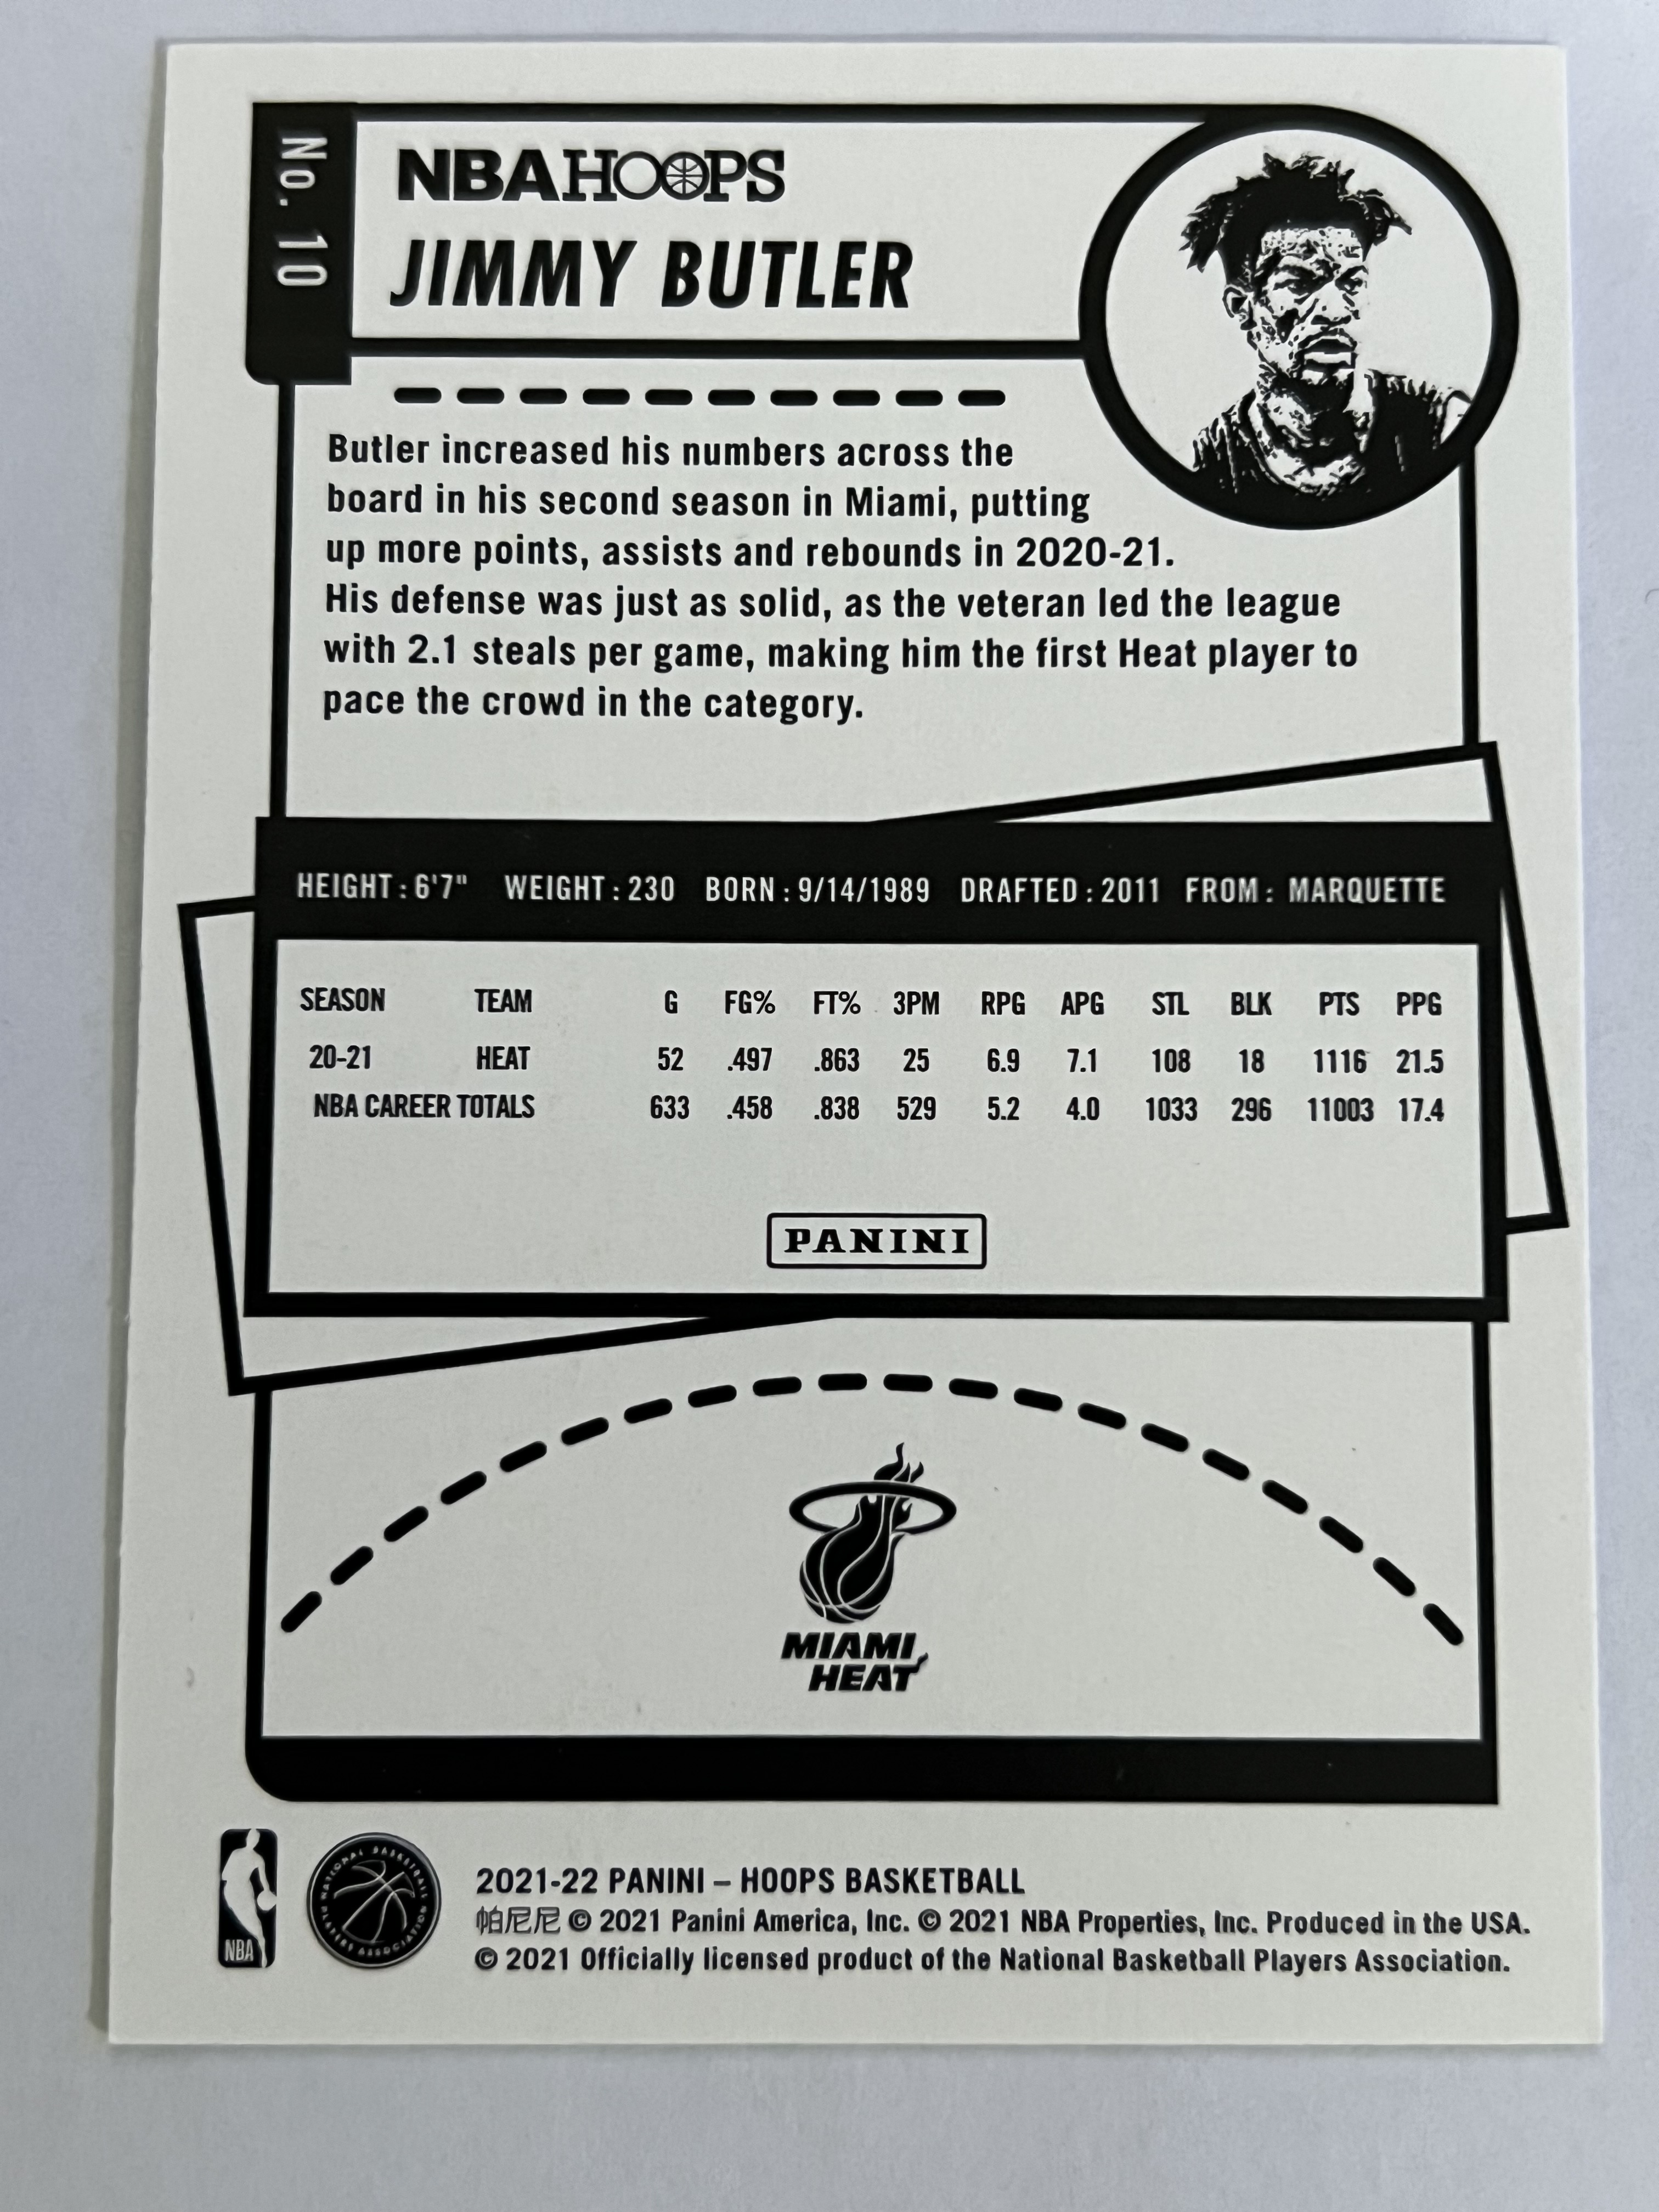 No. 10
NBA HOOPS
JIMMY BUTLER
Butler increased his numbers across the
board in his second season in Miami, putting
up more points, assists and rebounds in 2020-21.
His defense was just as solid, as the veteran led the league
with 2.1 steals per game, making him the first Heat player to
pace the crowd in the category.
HEIGHT: 6'7" WEIGHT: 230 BORN: 9/14/1989 DRAFTED: 2011 FROM: MARQUETTE
SEASON TEAM G FG% FT% 3PM RPG APG STL BLK PTS PPG
20-21 HEAT 52 .497 .863 25 6.9 7.1 108 18 1116 21.5
NBA CAREER TOTALS 633 .458 .838 529 5.2 4.0 1033 296 11003 17.4
PANINI
MIAMI
HEAT
NBA
NATIONAL BASKETBALL PLAYERS ASSOCIATION
2021-22 PANINI – HOOPS BASKETBALL
帕尼尼 © 2021 Panini America, Inc. © 2021 NBA Properties, Inc. Produced in the USA.
© 2021 Officially licensed product of the National Basketball Players Association.